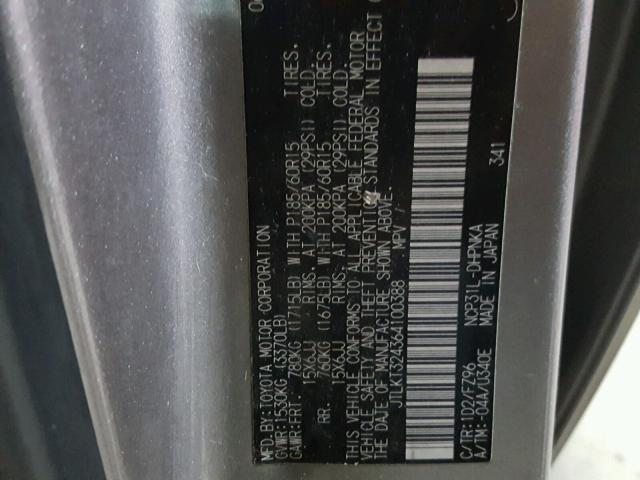 MFD.BY:TOYOTA MOTOR CORPORATION
GVWR:1530KG (3370LB)
GAWR:FRT. 780KG (1715LB) WITH P185/60R15 TIRES.
15X6JJ RIMS. AT 200KPA (29PSI) COLD.
RR. 760KG (1675LB) WITH P185/60R15 TIRES.
15X6JJ RIMS. AT 200KPA (29PSI) COLD.
THIS VEHICLE CONFORMS TO ALL APPLICABLE FEDERAL MOTOR
VEHICLE SAFETY AND THEFT PREVENTION STANDARDS IN EFFECT
THE DATE OF MANUFACTURE SHOWN ABOVE.
JTLKT324364100388 MPV
341
C/TR:1D2/FZ96 NCP31L-DHPNKA
A/TM:-04A/U340E MADE IN JAPAN